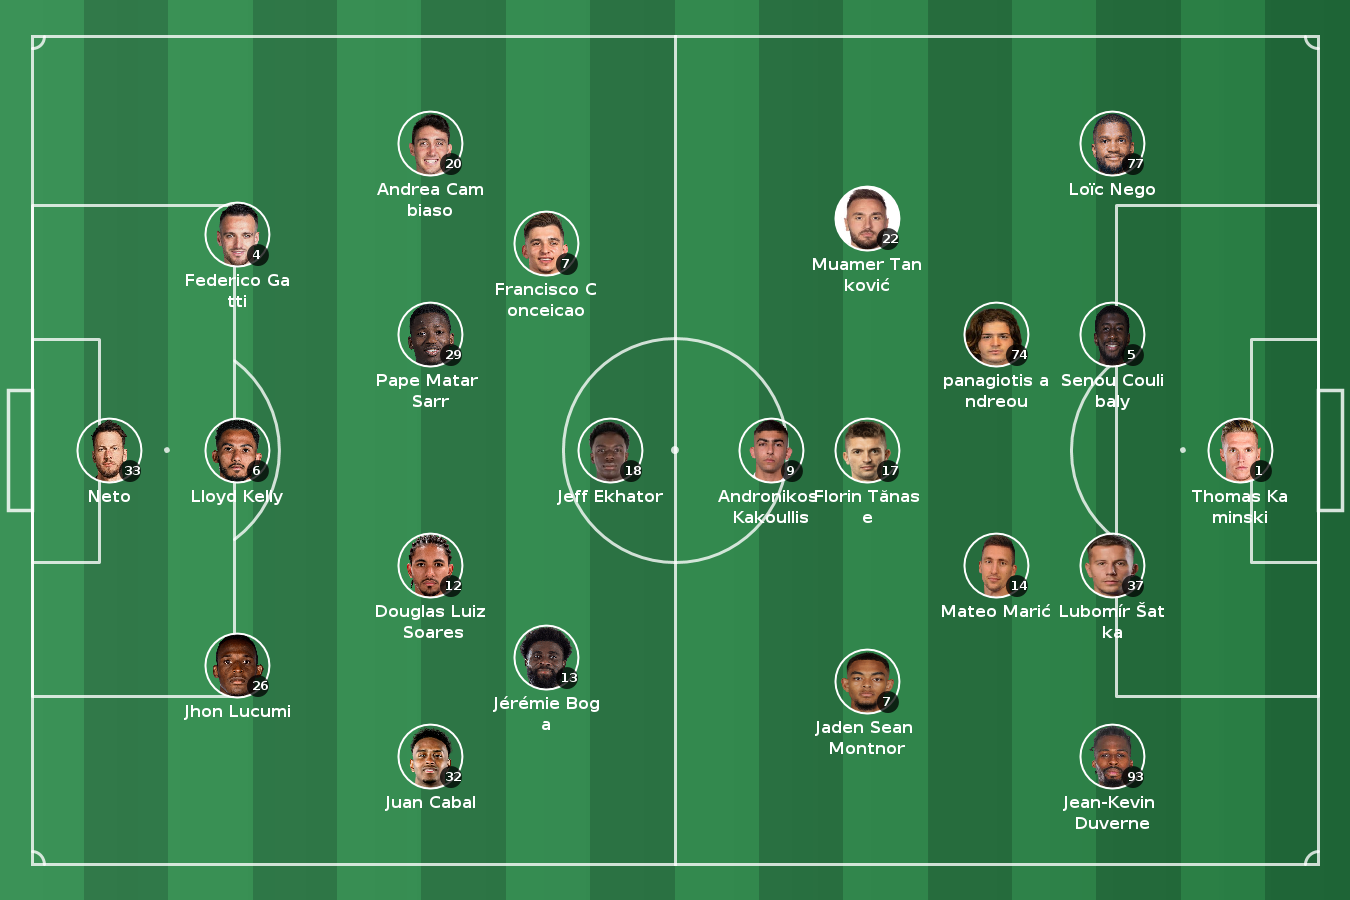 20
Andrea Cam
biaso
77
Loïc Nego
4
Federico Ga
tti
7
Francisco C
onceicao
22
Muamer Tan
ković
29
Pape Matar
Sarr
74
panagiotis a
ndreou
5
Senou Couli
baly
33
Neto
6
Lloyd Kelly
18
Jeff Ekhator
9
Andronikos
Kakoullis
17
Florin Tănas
e
1
Thomas Ka
minski
12
Douglas Luiz
Soares
14
Mateo Marić
37
Lubomír Šat
ka
26
Jhon Lucumi
13
Jérémie Bog
a
7
Jaden Sean
Montnor
32
Juan Cabal
93
Jean-Kevin
Duverne